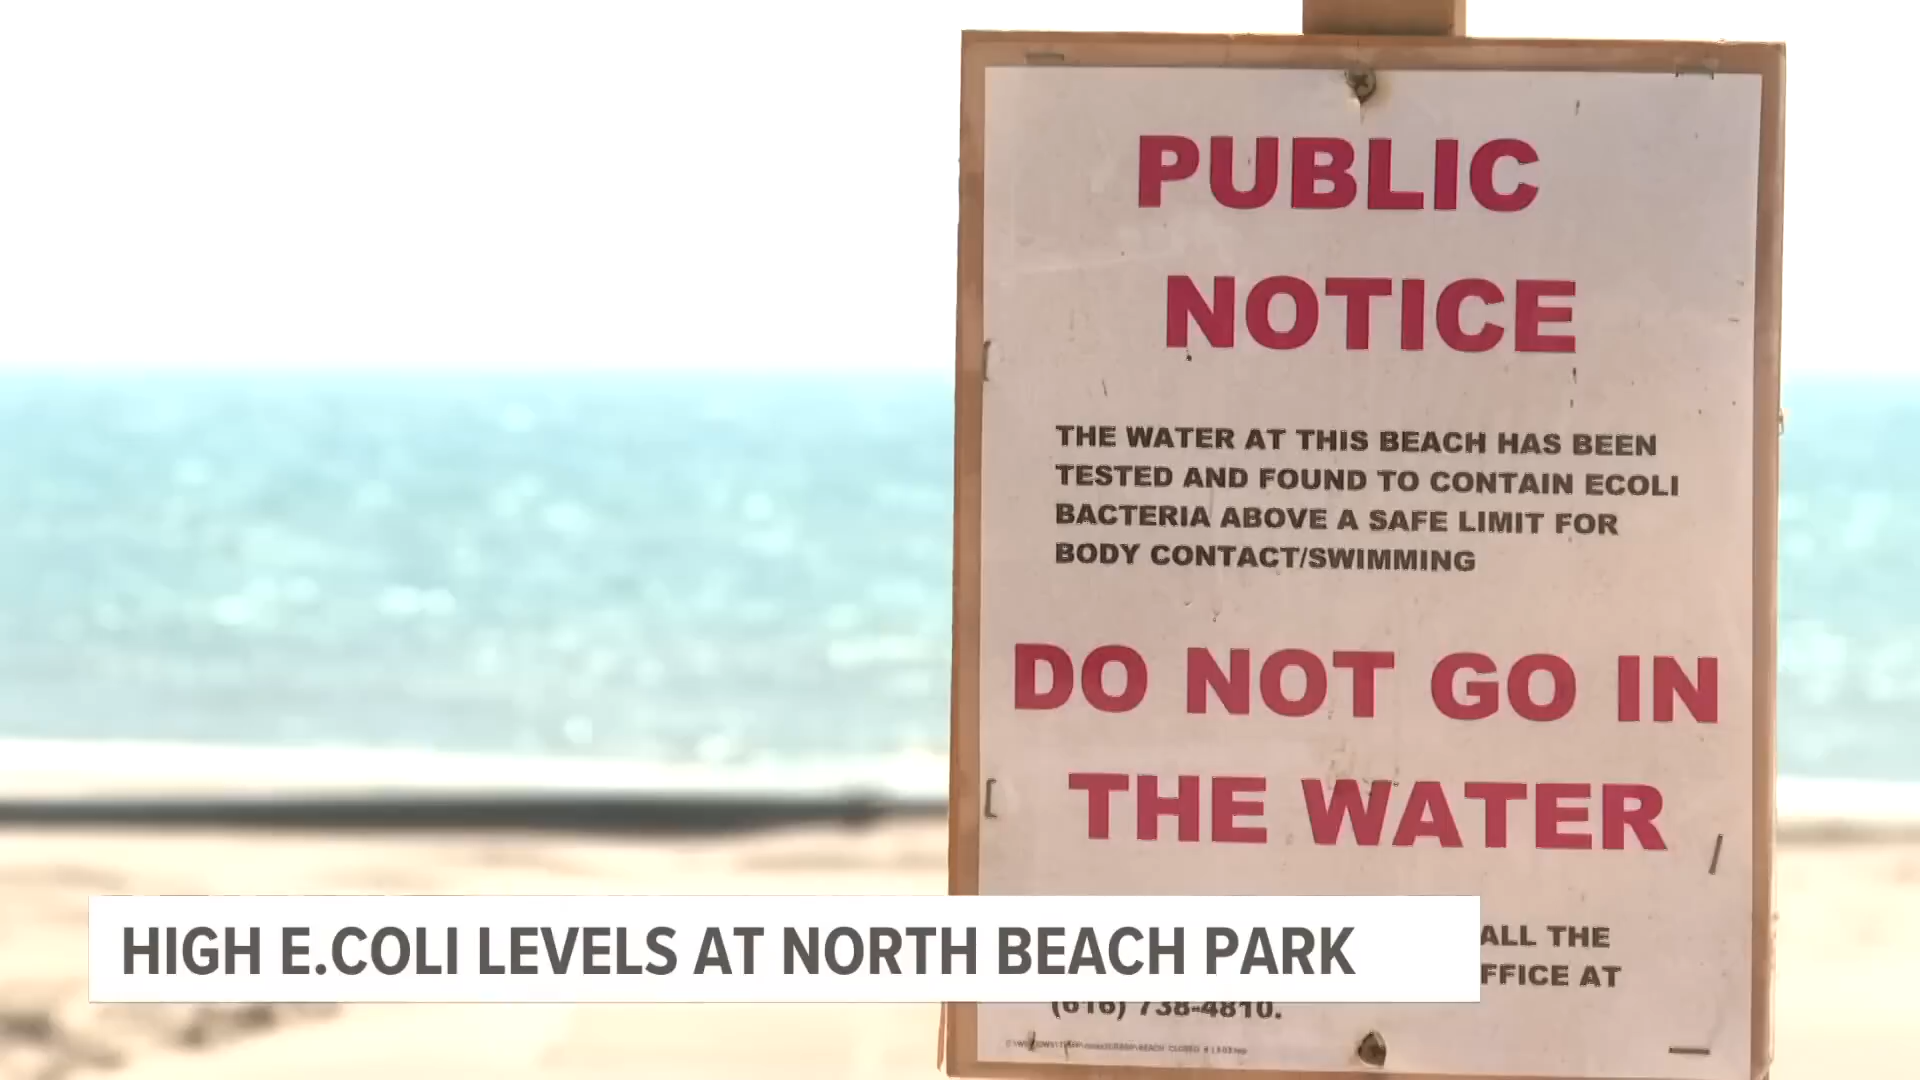 PUBLIC
NOTICE
THE WATER AT THIS BEACH HAS BEEN
TESTED AND FOUND TO CONTAIN ECOLI
BACTERIA ABOVE A SAFE LIMIT FOR
BODY CONTACT/SWIMMING
DO NOT GO IN
THE WATER
ALL THE
FFICE AT
(616) 738-4810.
HIGH E.COLI LEVELS AT NORTH BEACH PARK